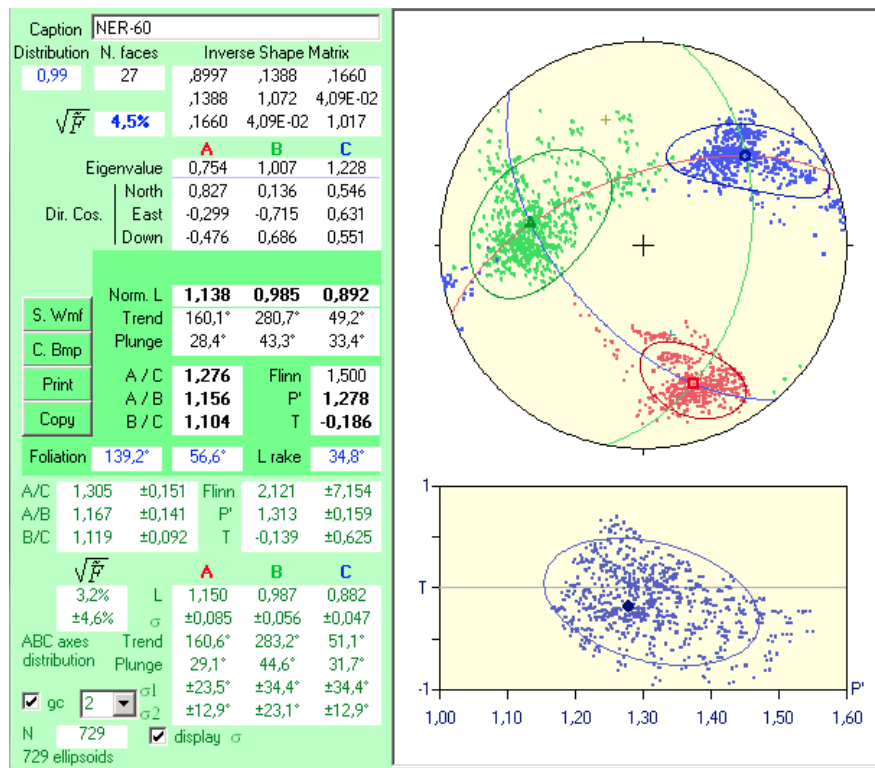 Caption NER-60
Distribution N. faces Inverse Shape Matrix
0,99 27 ,8997 ,1388 ,1660
,1388 1,072 4,09E-02
√F̃ 4,5% ,1660 4,09E-02 1,017
A B C
Eigenvalue 0,754 1,007 1,228
North 0,827 0,136 0,546
Dir. Cos. East -0,299 -0,715 0,631
Down -0,476 0,686 0,551
Norm. L 1,138 0,985 0,892
S. Wmf Trend 160,1° 280,7° 49,2°
C. Bmp Plunge 28,4° 43,3° 33,4°
Print A / C 1,276 Flinn 1,500
A / B 1,156 P' 1,278
Copy B / C 1,104 T -0,186
Foliation 139,2° 56,6° L rake 34,8°
A/C 1,305 ±0,151 Flinn 2,121 ±7,154
A/B 1,167 ±0,141 P' 1,313 ±0,159
B/C 1,119 ±0,092 T -0,139 ±0,625
√F̃ A B C
3,2% L 1,150 0,987 0,882
±4,6% σ ±0,085 ±0,056 ±0,047
ABC axes Trend 160,6° 283,2° 51,1°
distribution Plunge 29,1° 44,6° 31,7°
gc 2 σ1 ±23,5° ±34,4° ±34,4°
σ2 ±12,9° ±23,1° ±12,9°
N 729 display σ
729 ellipsoids
1
T
-1 P'
1,00 1,10 1,20 1,30 1,40 1,50 1,60